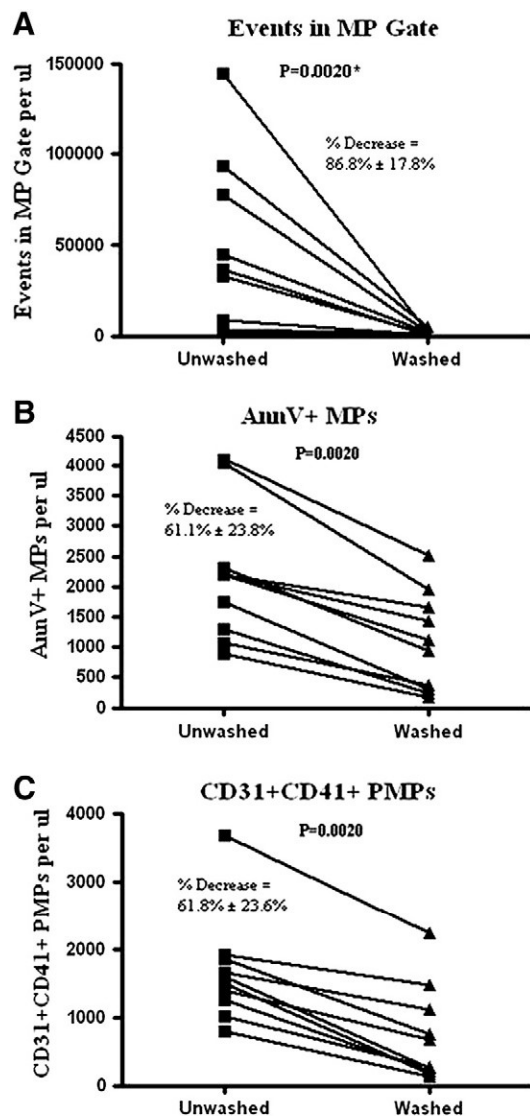 A
Events in MP Gate
P=0.0020*
% Decrease =
86.8% ± 17.8%
Events in MP Gate per ul
150000
100000
50000
0
Unwashed
Washed
B
AnnV+ MPs
P=0.0020
% Decrease =
61.1% ± 23.8%
AnnV+ MPs per ul
4500
4000
3500
3000
2500
2000
1500
1000
500
0
Unwashed
Washed
C
CD31+CD41+ PMPs
P=0.0020
% Decrease =
61.8% ± 23.6%
CD31+CD41+ PMPs per ul
4000
3000
2000
1000
0
Unwashed
Washed